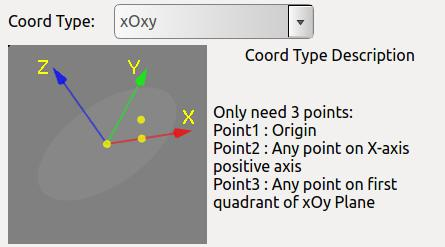 Coord Type: xOxy
Coord Type Description
Z Y X
Only need 3 points:
Point1 : Origin
Point2 : Any point on X-axis
positive axis
Point3 : Any point on first
quadrant of xOy Plane